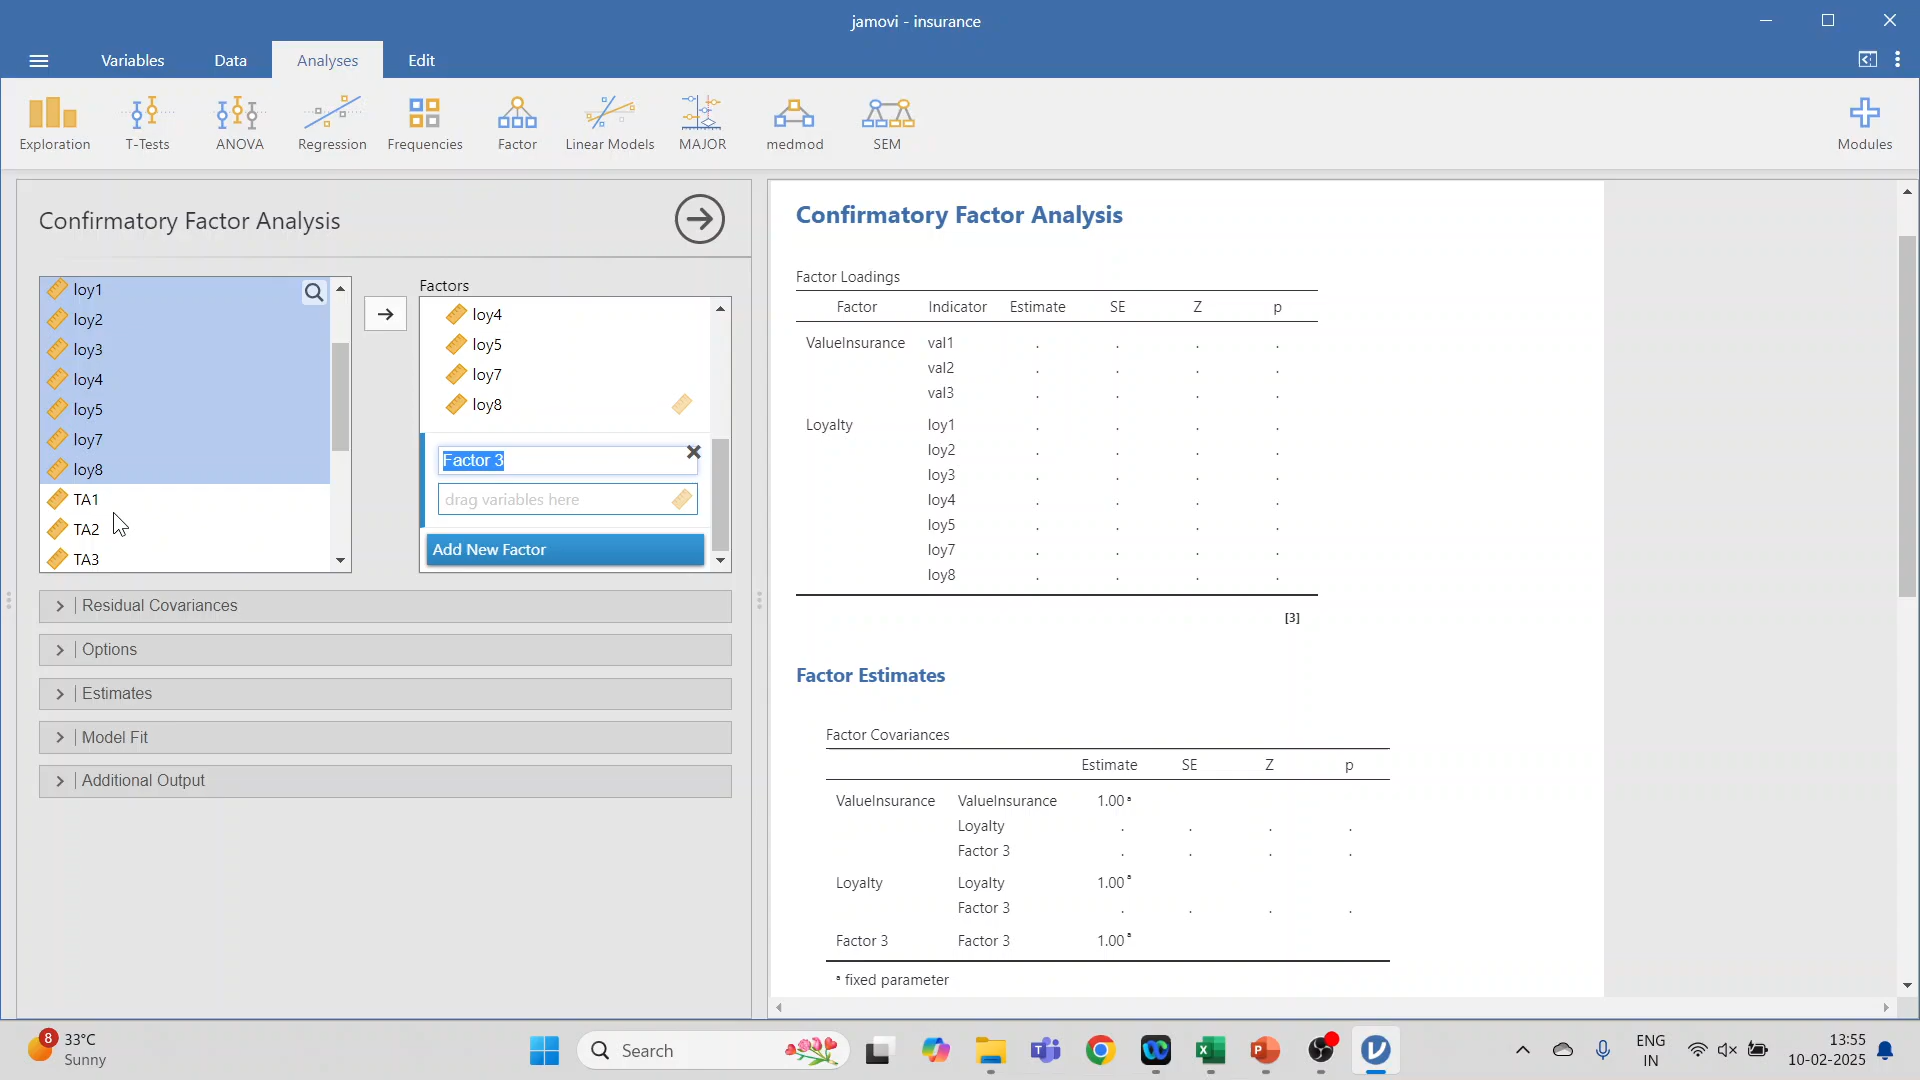 jamovi - insurance
Variables
Data
Analyses
Edit
Exploration
T-Tests
ANOVA
Regression
Frequencies
Factor
Linear Models
MAJOR
medmod
SEM
Modules
Confirmatory Factor Analysis
loy1
loy2
loy3
loy4
loy5
loy7
loy8
TA1
TA2
TA3
Factors
loy4
loy5
loy7
loy8
Factor 3
drag variables here
Add New Factor
Residual Covariances
Options
Estimates
Model Fit
Additional Output
Confirmatory Factor Analysis
Factor Loadings
Factor Indicator Estimate SE Z p
ValueInsurance val1 . . . .
val2 . . . .
val3 . . . .
Loyalty loy1 . . . .
loy2 . . . .
loy3 . . . .
loy4 . . . .
loy5 . . . .
loy7 . . . .
loy8 . . . .
[3]
Factor Estimates
Factor Covariances
Estimate SE Z p
ValueInsurance ValueInsurance 1.00 ᵃ
Loyalty . . . .
Factor 3 . . . .
Loyalty Loyalty 1.00 ᵃ
Factor 3 . . . .
Factor 3 Factor 3 1.00 ᵃ
ᵃ fixed parameter
8
33°C
Sunny
Search
ENG
IN
13:55
10-02-2025